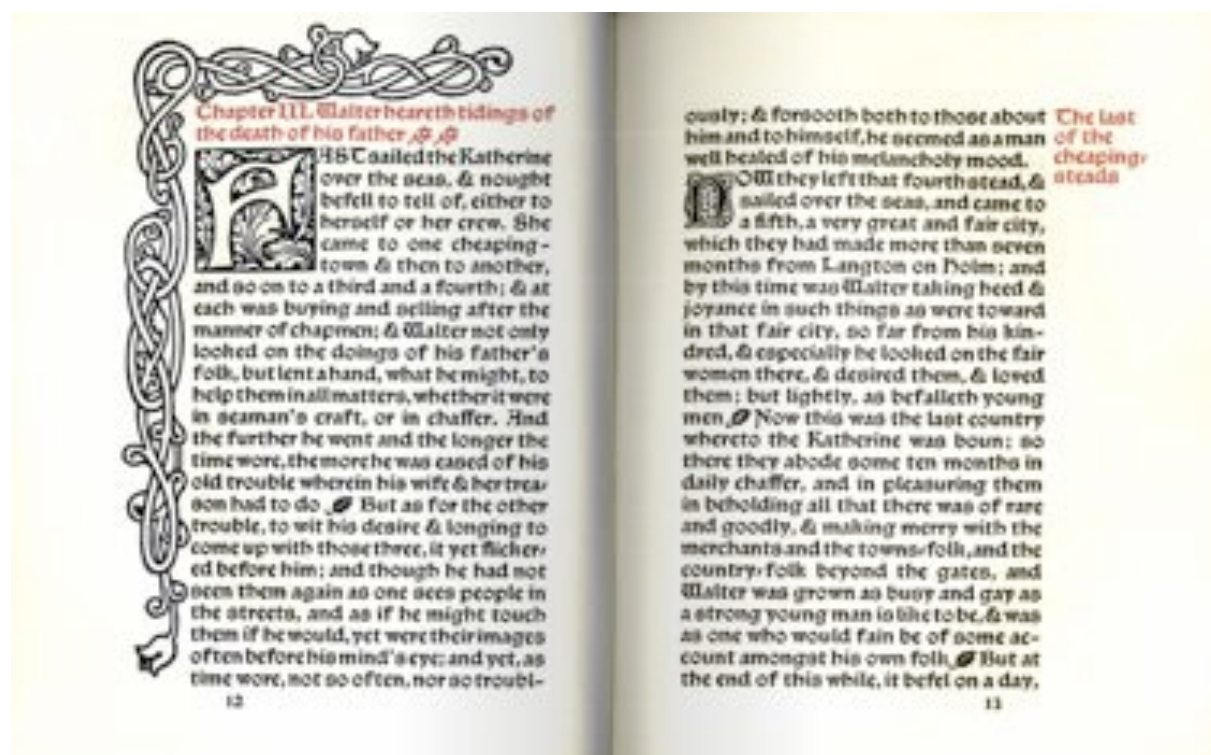 Chapter III. Walter heareth tidings of
the death of his father
FAST sailed the Katherine
over the seas, & nought
befell to tell of, either to
herself or her crew. She
came to one cheaping-
town & then to another,
and so on to a third and a fourth; & at
each was buying and selling after the
manner of chapmen; & Walter not only
looked on the doings of his father's
folk, but lent a hand, what he might, to
help them in all matters, whether it were
in seaman's craft, or in chaffer. And
the further he went and the longer the
time wore, the more he was eased of his
old trouble wherein his wife & her trea-
son had to do But as for the other
trouble, to wit his desire & longing to
come up with those three, it yet flicker-
ed before him; and though he had not
seen them again as one sees people in
the streets, and as if he might touch
them if he would, yet were their images
often before his mind's eye; and yet, as
time wore, not so often, nor so troubl-
12
ously; & forsooth both to those about
him and to himself, he seemed as a man
well healed of his melancholy mood.
NOW they left that fourth stead, &
sailed over the seas, and came to
a fifth, a very great and fair city,
which they had made more than seven
months from Langton on Holm; and
by this time was Walter taking heed &
joyance in such things as were toward
in that fair city, so far from his kin-
dred, & especially he looked on the fair
women there, & desired them, & loved
them; but lightly, as befalleth young
men Now this was the last country
whereto the Katherine was boun; so
there they abode some ten months in
daily chaffer, and in pleasuring them
in beholding all that there was of rare
and goodly, & making merry with the
merchants and the towns-folk, and the
country-folk beyond the gates, and
Walter was grown as busy and gay as
a strong young man is like to be, & was
as one who would fain be of some ac-
count amongst his own folk But at
the end of this while, it befel on a day,
13
The last
of the
cheaping-
steads